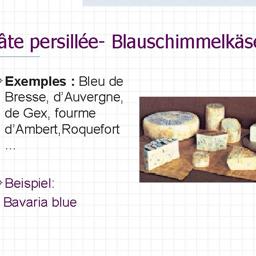 âte persillée- Blauschimmelkäse
Exemples : Bleu de
Bresse, d'Auvergne,
de Gex, fourme
d'Ambert,Roquefort
...
Beispiel:
Bavaria blue